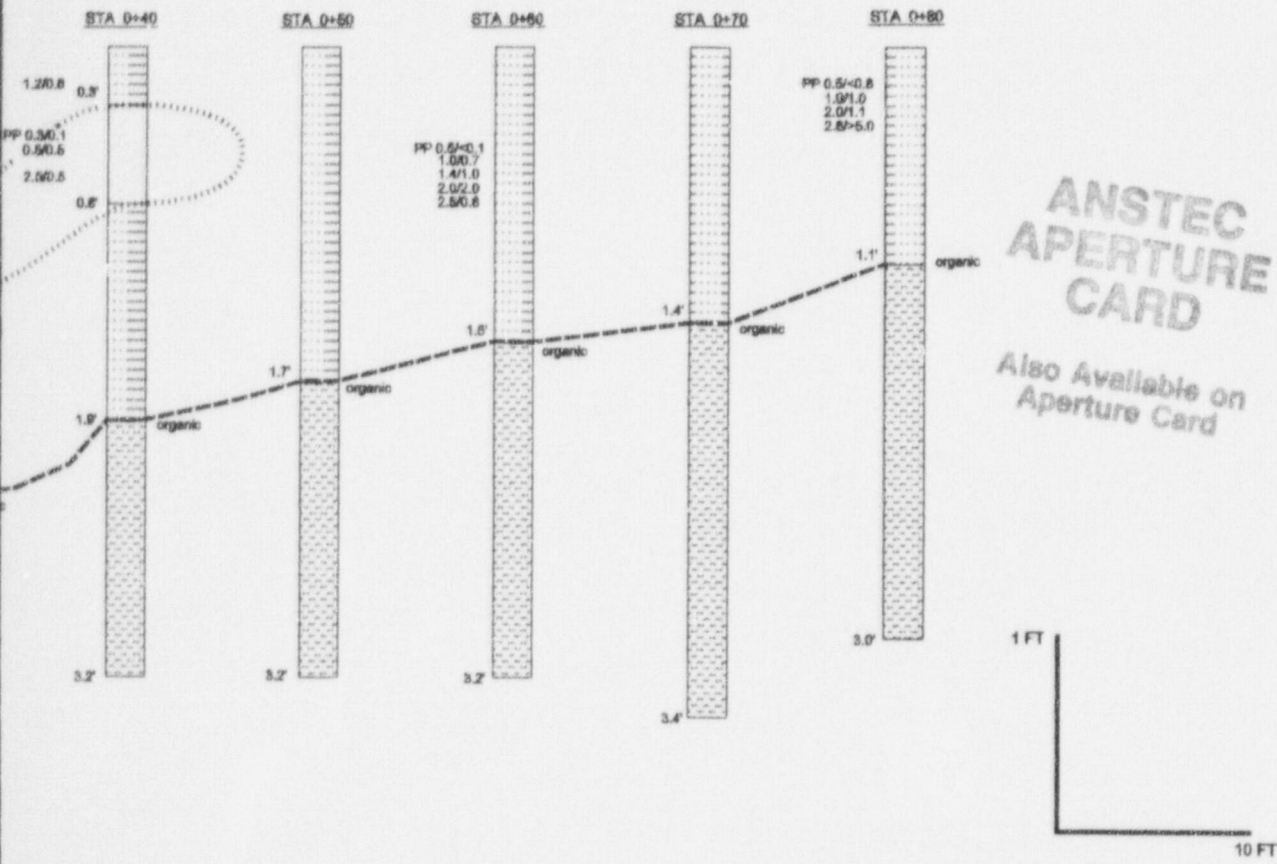 STA 0+40
STA 0+50
STA 0+60
STA 0+70
STA 0+80
1.2/0.8
0.3'
PP 0.3/0.1
0.5/0.5
2.5/0.5
0.8'
1.9'
organic
3.2'
1.7'
organic
3.2'
PP 0.5/<0.1
1.0/0.7
1.4/1.0
2.0/2.0
2.5/0.8
1.5'
organic
3.2'
1.4'
organic
3.4'
PP 0.5/<0.8
1.0/1.0
2.0/1.1
2.8/>5.0
1.1'
organic
3.0'
ANSTEC
APERTURE
CARD
Also Available on
Aperture Card
1 FT
10 FT